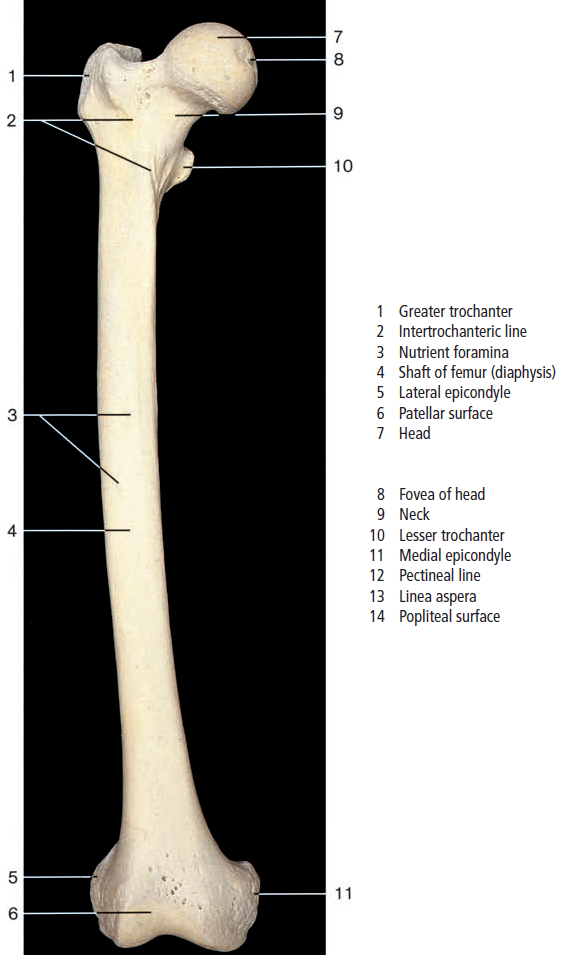 7
8
1
9
2
10
1 Greater trochanter
2 Intertrochanteric line
3 Nutrient foramina
4 Shaft of femur (diaphysis)
5 Lateral epicondyle
6 Patellar surface
7 Head
3
8 Fovea of head
9 Neck
10 Lesser trochanter
11 Medial epicondyle
12 Pectineal line
13 Linea aspera
14 Popliteal surface
4
5
11
6